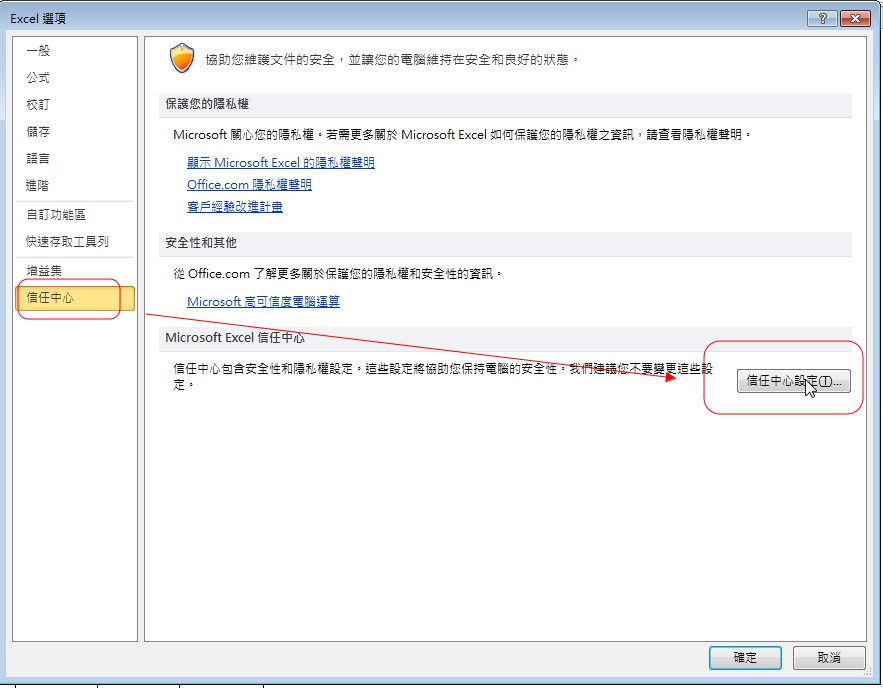 Excel 選項
一般
公式
校訂
儲存
語言
進階
自訂功能區
快速存取工具列
增益集
信任中心
協助您維護文件的安全，並讓您的電腦維持在安全和良好的狀態。
保護您的隱私權
Microsoft 關心您的隱私權。若需更多關於 Microsoft Excel 如何保護您的隱私權之資訊，請查看隱私權聲明。
顯示 Microsoft Excel 的隱私權聲明
Office.com 隱私權聲明
客戶經驗改進計畫
安全性和其他
從 Office.com 了解更多關於保護您的隱私權和安全性的資訊。
Microsoft 高可信度電腦運算
Microsoft Excel 信任中心
信任中心包含安全性和隱私權設定。這些設定將協助您保持電腦的安全性。我們建議您不要變更這些設
定。
信任中心設定(T)...
確定
取消